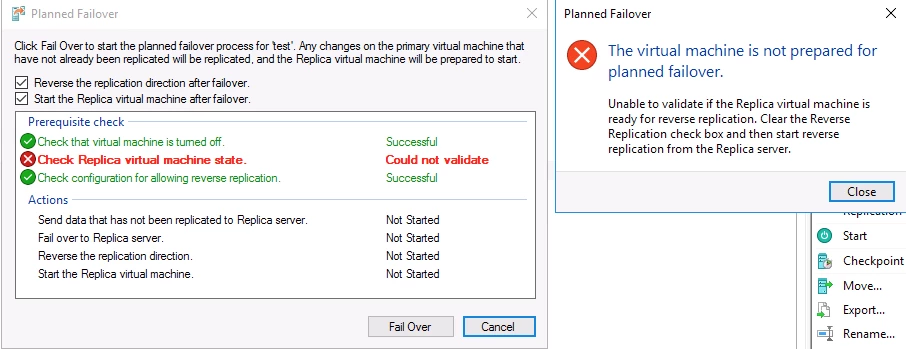 Planned Failover
Click Fail Over to start the planned failover process for 'test'. Any changes on the primary virtual machine that
have not already been replicated will be replicated, and the Replica virtual machine will be prepared to start.
Reverse the replication direction after failover.
Start the Replica virtual machine after failover.
Prerequisite check
Check that virtual machine is turned off. Successful
Check Replica virtual machine state. Could not validate
Check configuration for allowing reverse replication. Successful
Actions
Send data that has not been replicated to Replica server. Not Started
Fail over to Replica server. Not Started
Reverse the replication direction. Not Started
Start the Replica virtual machine. Not Started
Fail Over
Cancel
Planned Failover
The virtual machine is not prepared for
planned failover.
Unable to validate if the Replica virtual machine is
ready for reverse replication. Clear the Reverse
Replication check box and then start reverse
replication from the Replica server.
Close
Replication
Start
Checkpoint
Move...
Export...
Rename...